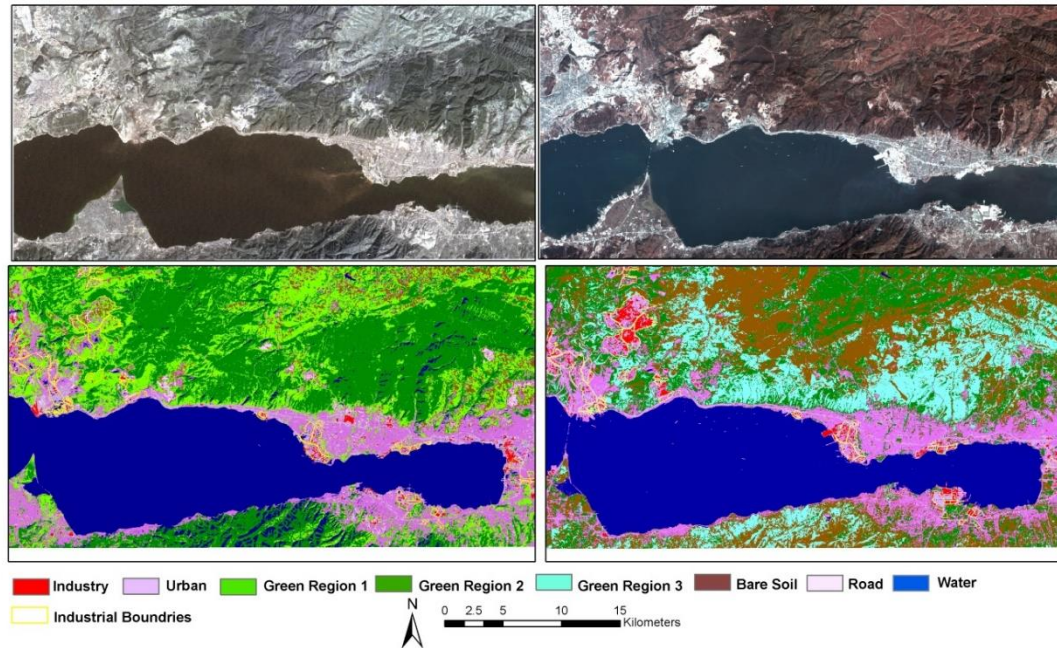 Industry Urban Green Region 1 Green Region 2 Green Region 3 Bare Soil Road Water
Industrial Boundries
N
0 2.5 5 10 15
Kilometers